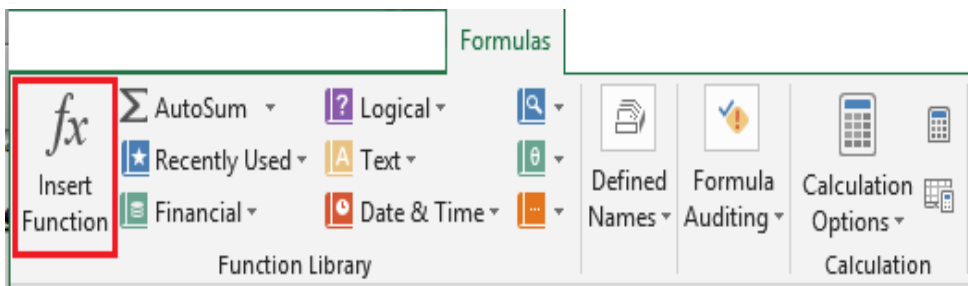 Formulas
fx
Insert
Function
Σ AutoSum
Recently Used
Financial
? Logical
A Text
Date & Time
θ
...
Function Library
Defined
Names
Formula
Auditing
Calculation
Options
Calculation